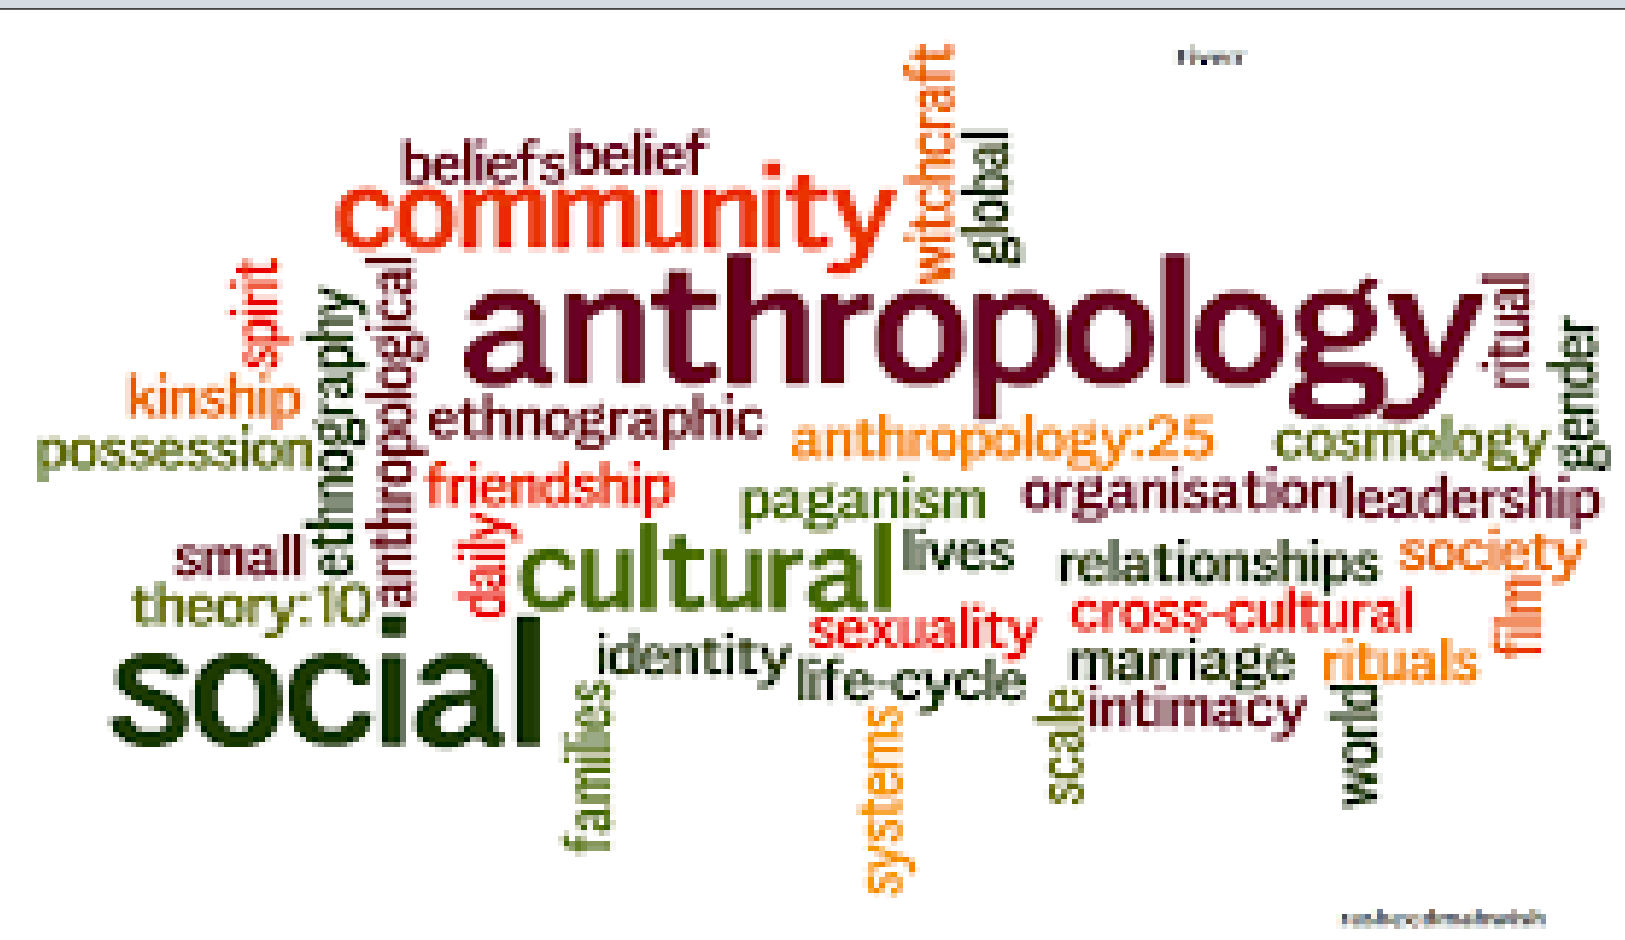 fiverr
witchcraft
global
beliefs belief
community
anthropology
spirit
ethnography
anthropological
ritual
gender
kinship
ethnographic
anthropology:25
cosmology
possession
friendship
paganism
organisation
leadership
small
daily
cultural
lives
relationships
society
theory:10
sexuality
cross-cultural
film
social
identity
life-cycle
marriage
rituals
families
systems
scale
intimacy
world